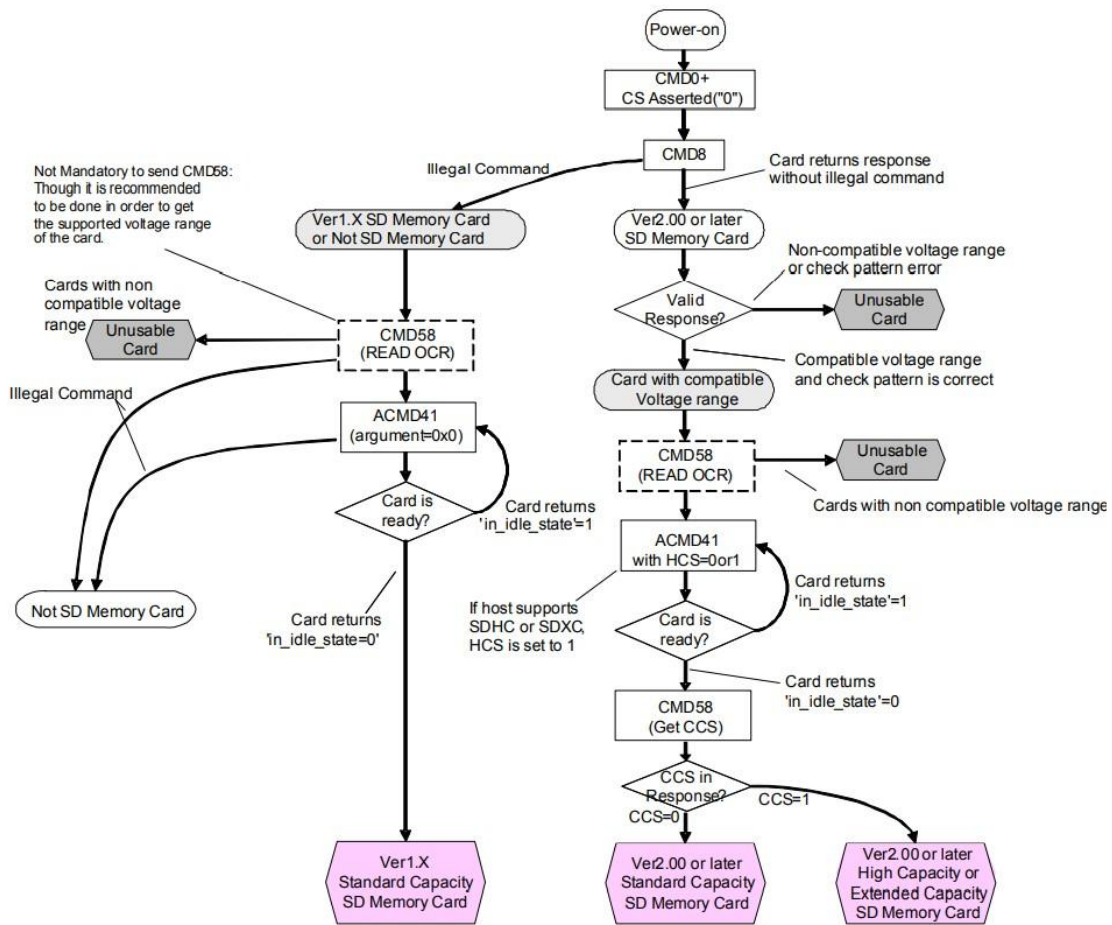 Power-on
CMD0+
CS Asserted("0")
CMD8
Illegal Command
Card returns response
without illegal command
Not Mandatory to send CMD58:
Though it is recommended
to be done in order to get
the supported voltage range
of the card.
Ver1.X SD Memory Card
or Not SD Memory Card
Ver2.00 or later
SD Memory Card
Non-compatible voltage range
or check pattern error
Cards with non
compatible voltage
range
Unusable
Card
CMD58
(READ OCR)
Valid
Response?
Unusable
Card
Compatible voltage range
and check pattern is correct
Card with compatible
Voltage range
Illegal Command
ACMD41
(argument=0x0)
CMD58
(READ OCR)
Unusable
Card
Cards with non compatible voltage range
Card is
ready?
Card returns
'in_idle_state'=1
ACMD41
with HCS=0or1
Card returns
'in_idle_state'=1
Not SD Memory Card
Card returns
'in_idle_state=0'
If host supports
SDHC or SDXC,
HCS is set to 1
Card is
ready?
Card returns
'in_idle_state'=0
CMD58
(Get CCS)
CCS in
Response?
CCS=0
CCS=1
Ver1.X
Standard Capacity
SD Memory Card
Ver2.00 or later
Standard Capacity
SD Memory Card
Ver2.00 or later
High Capacity or
Extended Capacity
SD Memory Card